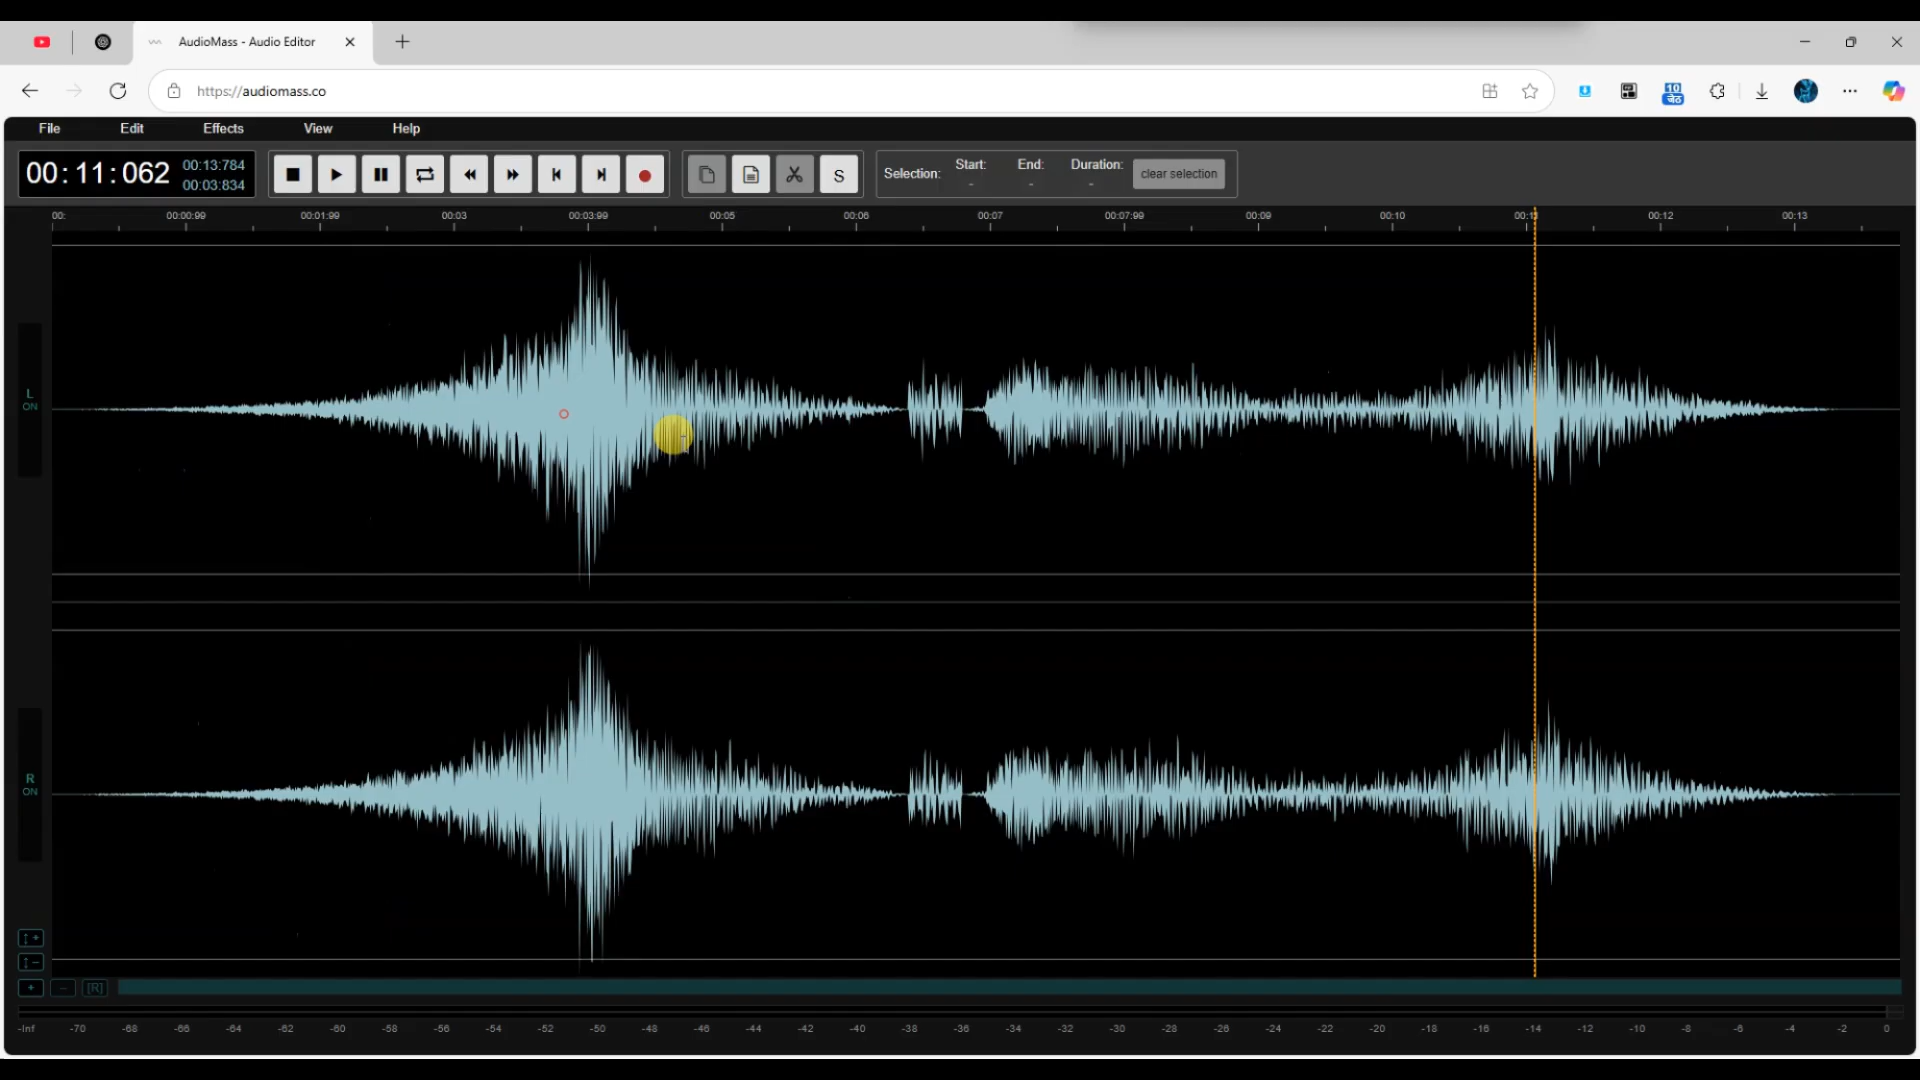 AudioMass - Audio Editor
https://audiomass.co
10
File Edit Effects View Help
00:11:062 00:13:784
00:03:834
S
Selection: Start: End: Duration: clear selection
- - -
00: 00:00:99 00:01:99 00:03 00:03:99 00:05 00:06 00:07 00:07:99 00:09 00:10 00:11 00:12 00:13
L
ON
R
ON
[R]
-Inf -70 -68 -66 -64 -62 -60 -58 -56 -54 -52 -50 -48 -46 -44 -42 -40 -38 -36 -34 -32 -30 -28 -26 -24 -22 -20 -18 -16 -14 -12 -10 -8 -6 -4 -2 0